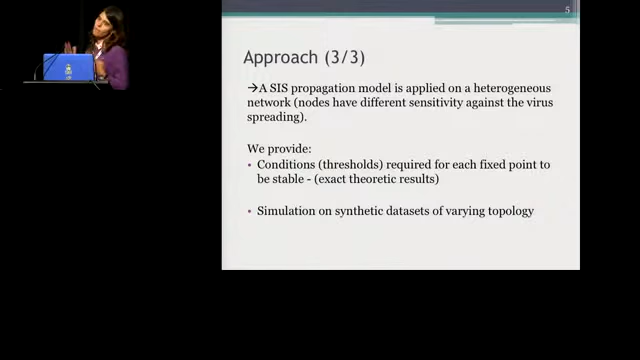 5
Approach (3/3)
→A SIS propagation model is applied on a heterogeneous
network (nodes have different sensitivity against the virus
spreading).
We provide:
• Conditions (thresholds) required for each fixed point to
be stable - (exact theoretic results)
• Simulation on synthetic datasets of varying topology